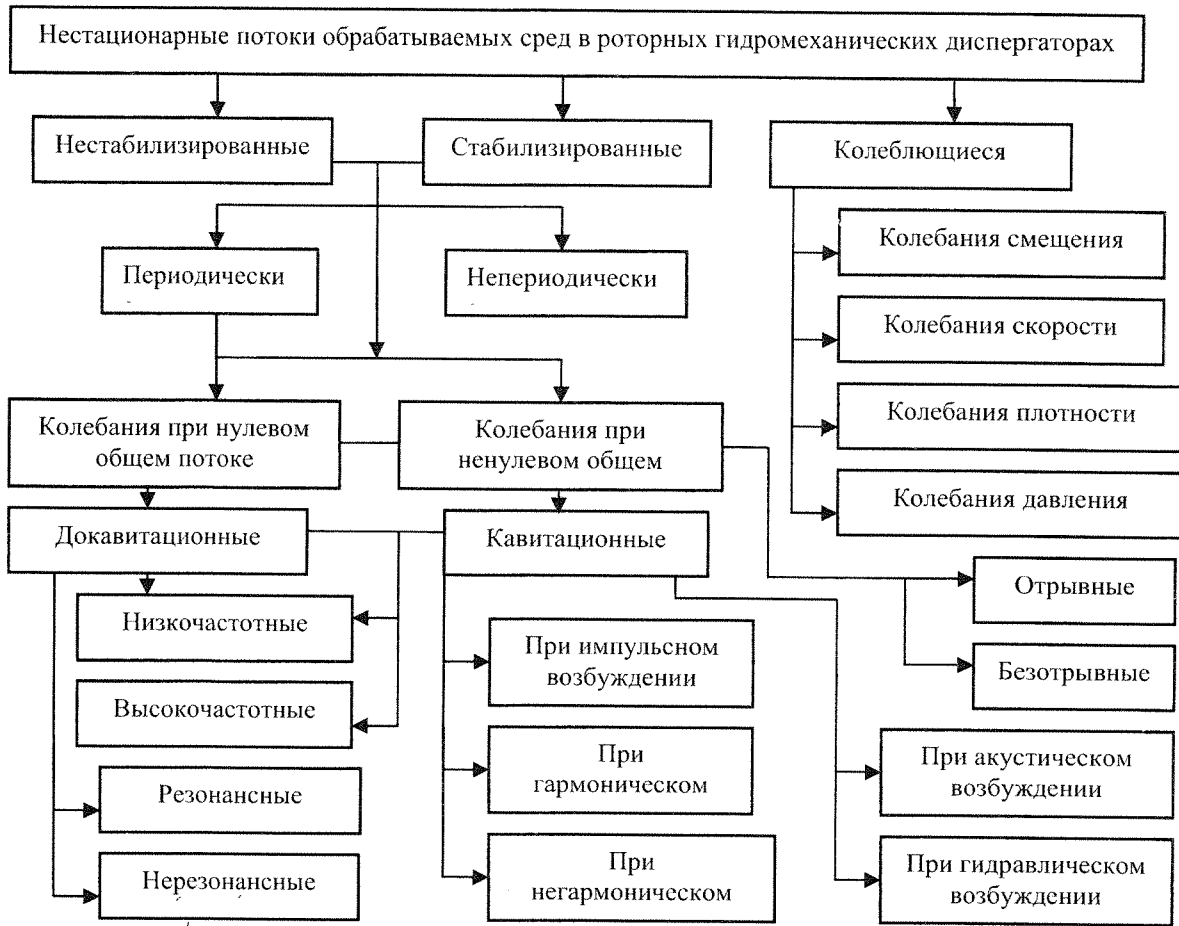 Нестационарные потоки обрабатываемых сред в роторных гидромеханических диспергаторах
Нестабилизированные
Стабилизированные
Колеблющиеся
Колебания смещения
Периодически
Непериодически
Колебания скорости
Колебания при нулевом
общем потоке
Колебания при
ненулевом общем
Колебания плотности
Колебания давления
Докавитационные
Кавитационные
Отрывные
Низкочастотные
При импульсном
возбуждении
Безотрывные
Высокочастотные
При
гармоническом
При акустическом
возбуждении
Резонансные
Нерезонансные
При
негармоническом
При гидравлическом
возбуждении